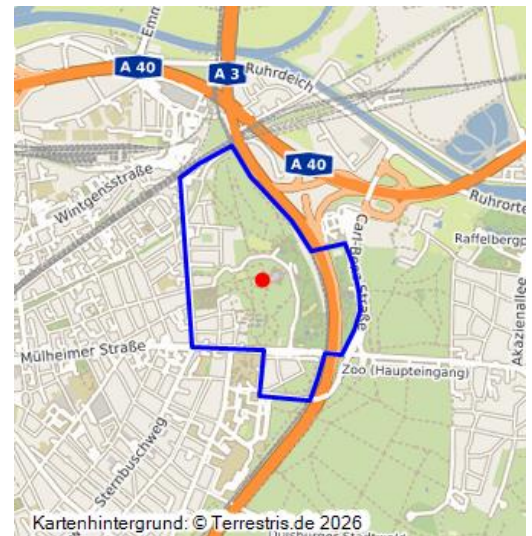 Emm
A 40
A 3
Ruhrdeich
A 40
Wintgensstraße
Ruhrorte
Carl-Benz-Straße
Raffelbergp
Akazienallee
Mülheimer Straße
Zoo (Haupteingang)
Sternbuschweg
Kartenhintergrund: © Terrestris.de 2026